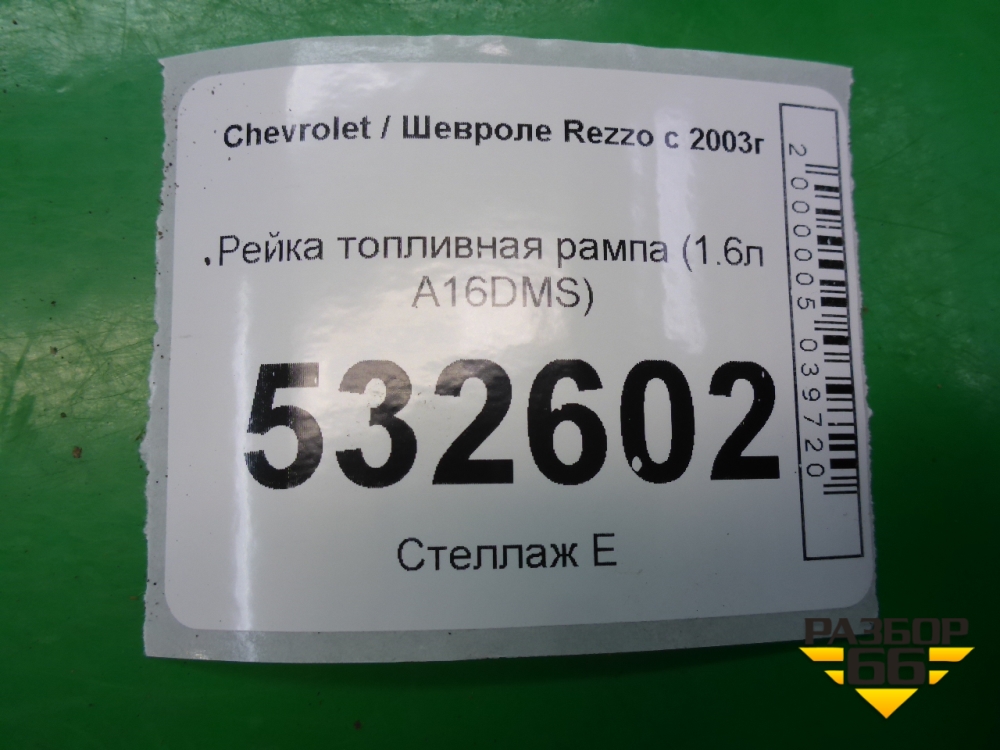 Chevrolet / Шевроле Rezzo с 2003г
Рейка топливная рампа (1.6л
A16DMS)
532602
Стеллаж Е
2000005039720
РАЗБОР
66